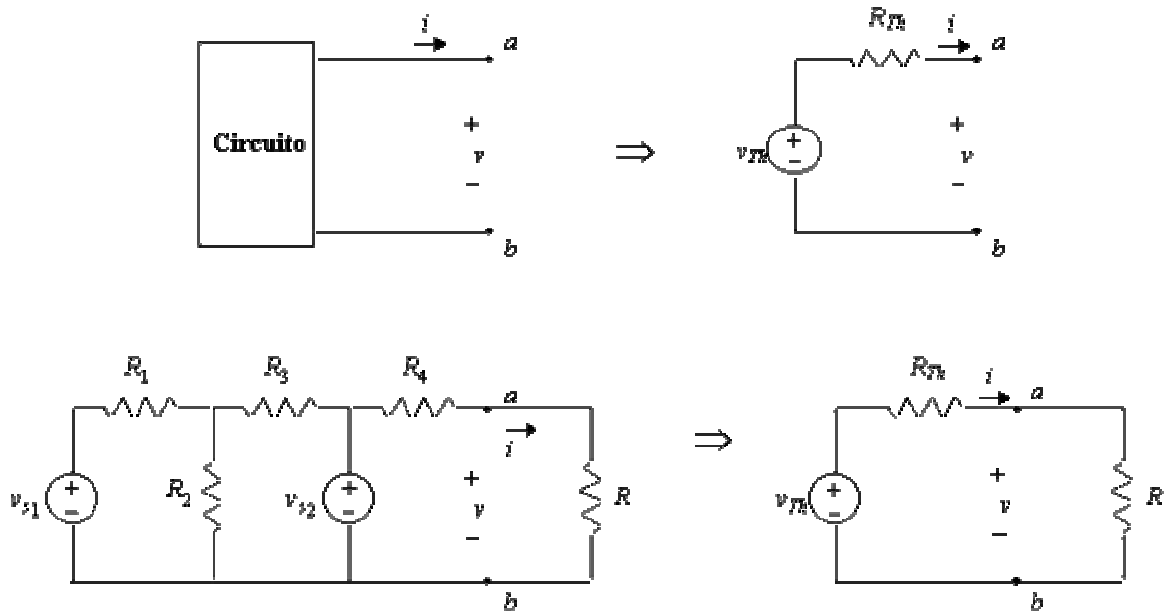 i a R_Th i a
Circuito + v − ⇒ v_Th + − + v −
b b
R_1 R_3 R_4 a R_Th i a
i ⇒
v_s1 + − R_2 v_s2 + − + v − R v_Th + − + v − R
b b